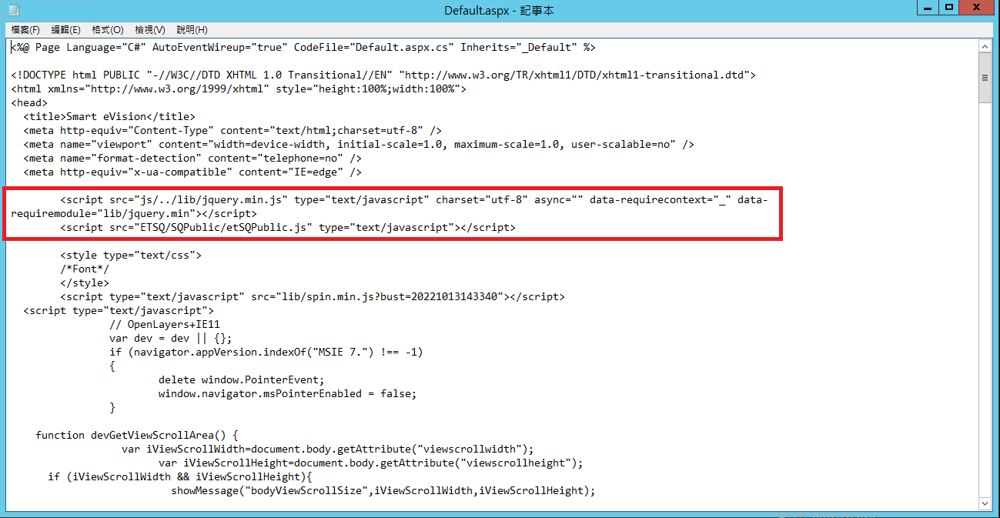 Default.aspx - 記事本
檔案(F) 編輯(E) 格式(O) 檢視(V) 說明(H)
<%@ Page Language="C#" AutoEventWireup="true" CodeFile="Default.aspx.cs" Inherits="_Default" %>
<!DOCTYPE html PUBLIC "-//W3C//DTD XHTML 1.0 Transitional//EN" "http://www.w3.org/TR/xhtml1/DTD/xhtml1-transitional.dtd">
<html xmlns="http://www.w3.org/1999/xhtml" style="height:100%;width:100%">
<head>
<title>Smart eVision</title>
<meta http-equiv="Content-Type" content="text/html;charset=utf-8" />
<meta name="viewport" content="width=device-width, initial-scale=1.0, maximum-scale=1.0, user-scalable=no" />
<meta name="format-detection" content="telephone=no" />
<meta http-equiv="x-ua-compatible" content="IE=edge" />
<script src="js/../lib/jquery.min.js" type="text/javascript" charset="utf-8" async="" data-requirecontext="_" data-
requiremodule="lib/jquery.min"></script>
<script src="ETSQ/SQPublic/etSQPublic.js" type="text/javascript"></script>
<style type="text/css">
/*Font*/
</style>
<script type="text/javascript" src="lib/spin.min.js?bust=20221013143340"></script>
<script type="text/javascript">
// OpenLayers+IE11
var dev = dev || {};
if (navigator.appVersion.indexOf("MSIE 7.") !== -1)
{
delete window.PointerEvent;
window.navigator.msPointerEnabled = false;
}
function devGetViewScrollArea() {
var iViewScrollWidth=document.body.getAttribute("viewscrollwidth");
var iViewScrollHeight=document.body.getAttribute("viewscrollheight");
if (iViewScrollWidth && iViewScrollHeight){
showMessage("bodyViewScrollSize",iViewScrollWidth,iViewScrollHeight);